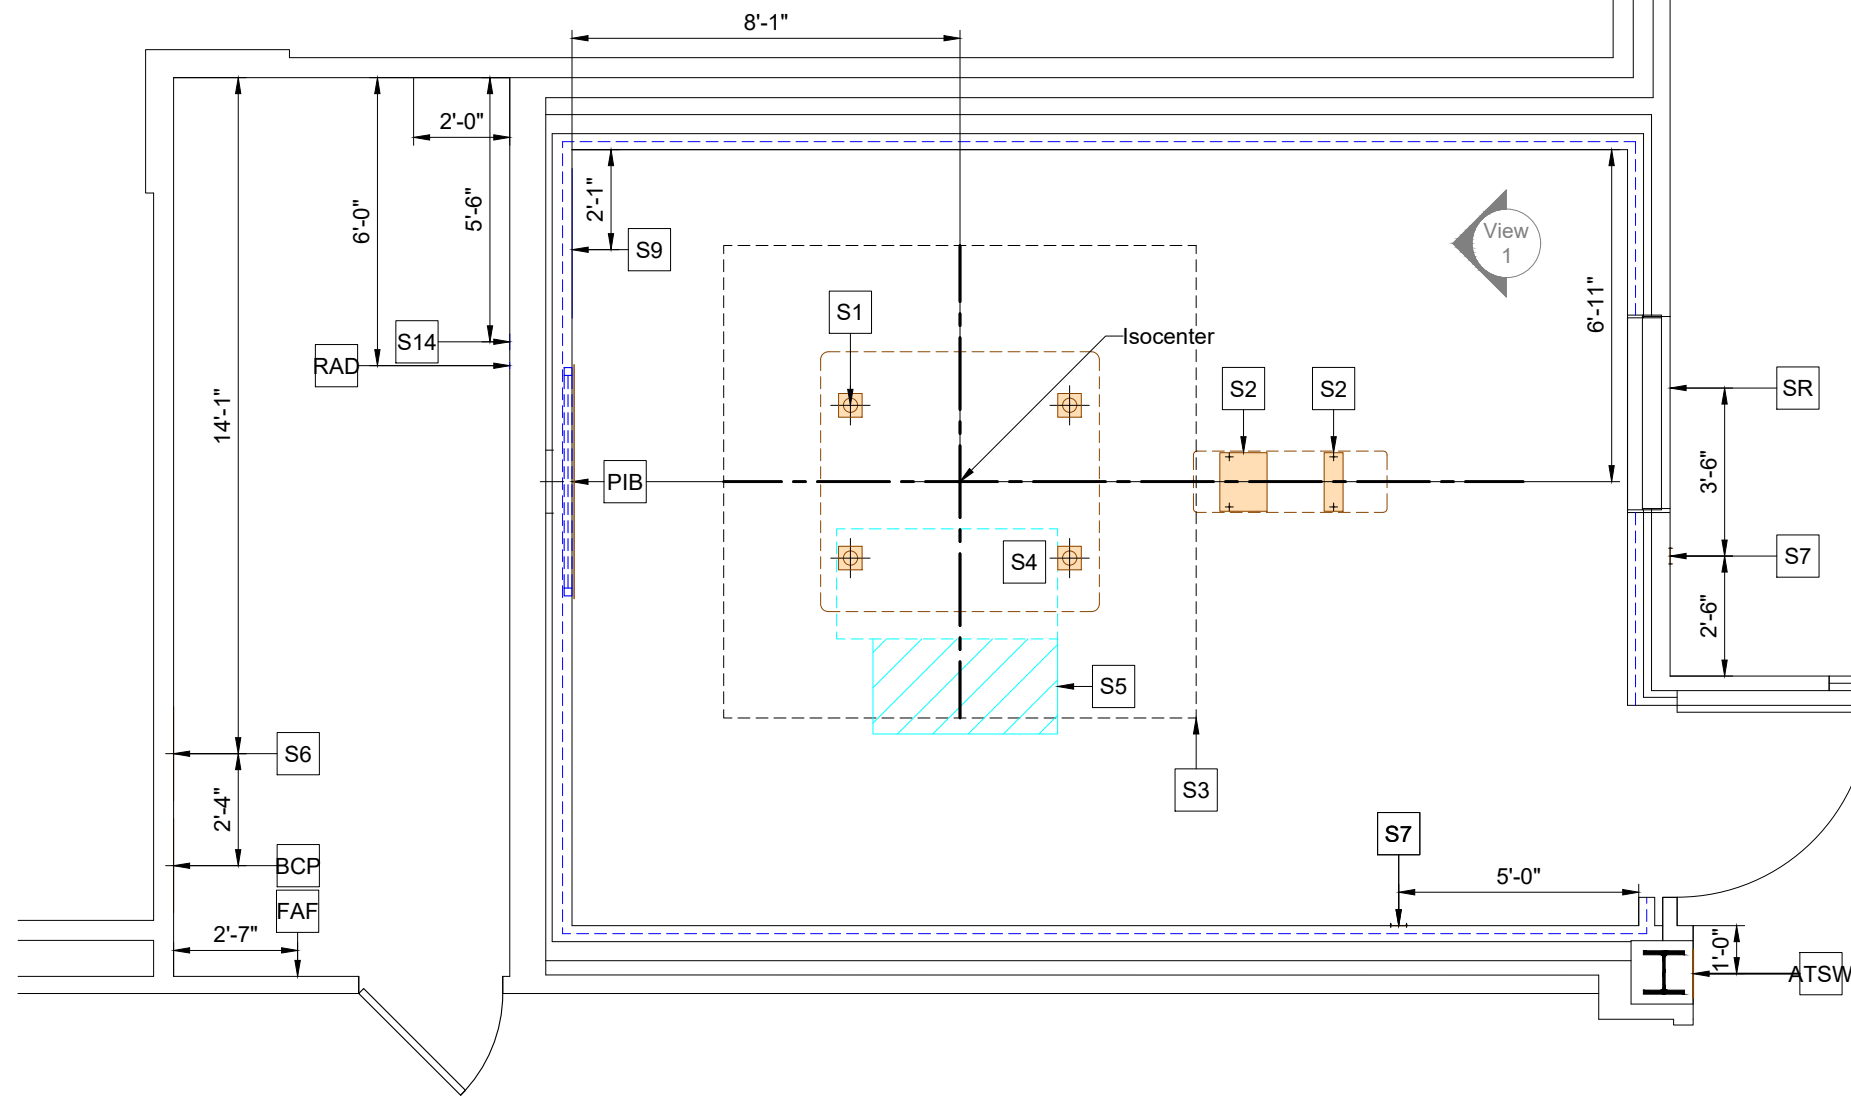 8'-1"
2'-0"
6'-0"
5'-6"
2'-1"
S9
View
1
6'-11"
S1
Isocenter
S14
RAD
S2
S2
SR
14'-1"
PIB
3'-6"
S4
S7
2'-6"
S5
S6
S3
2'-4"
S7
BCP
5'-0"
FAF
2'-7"
1'-0"
ATSW